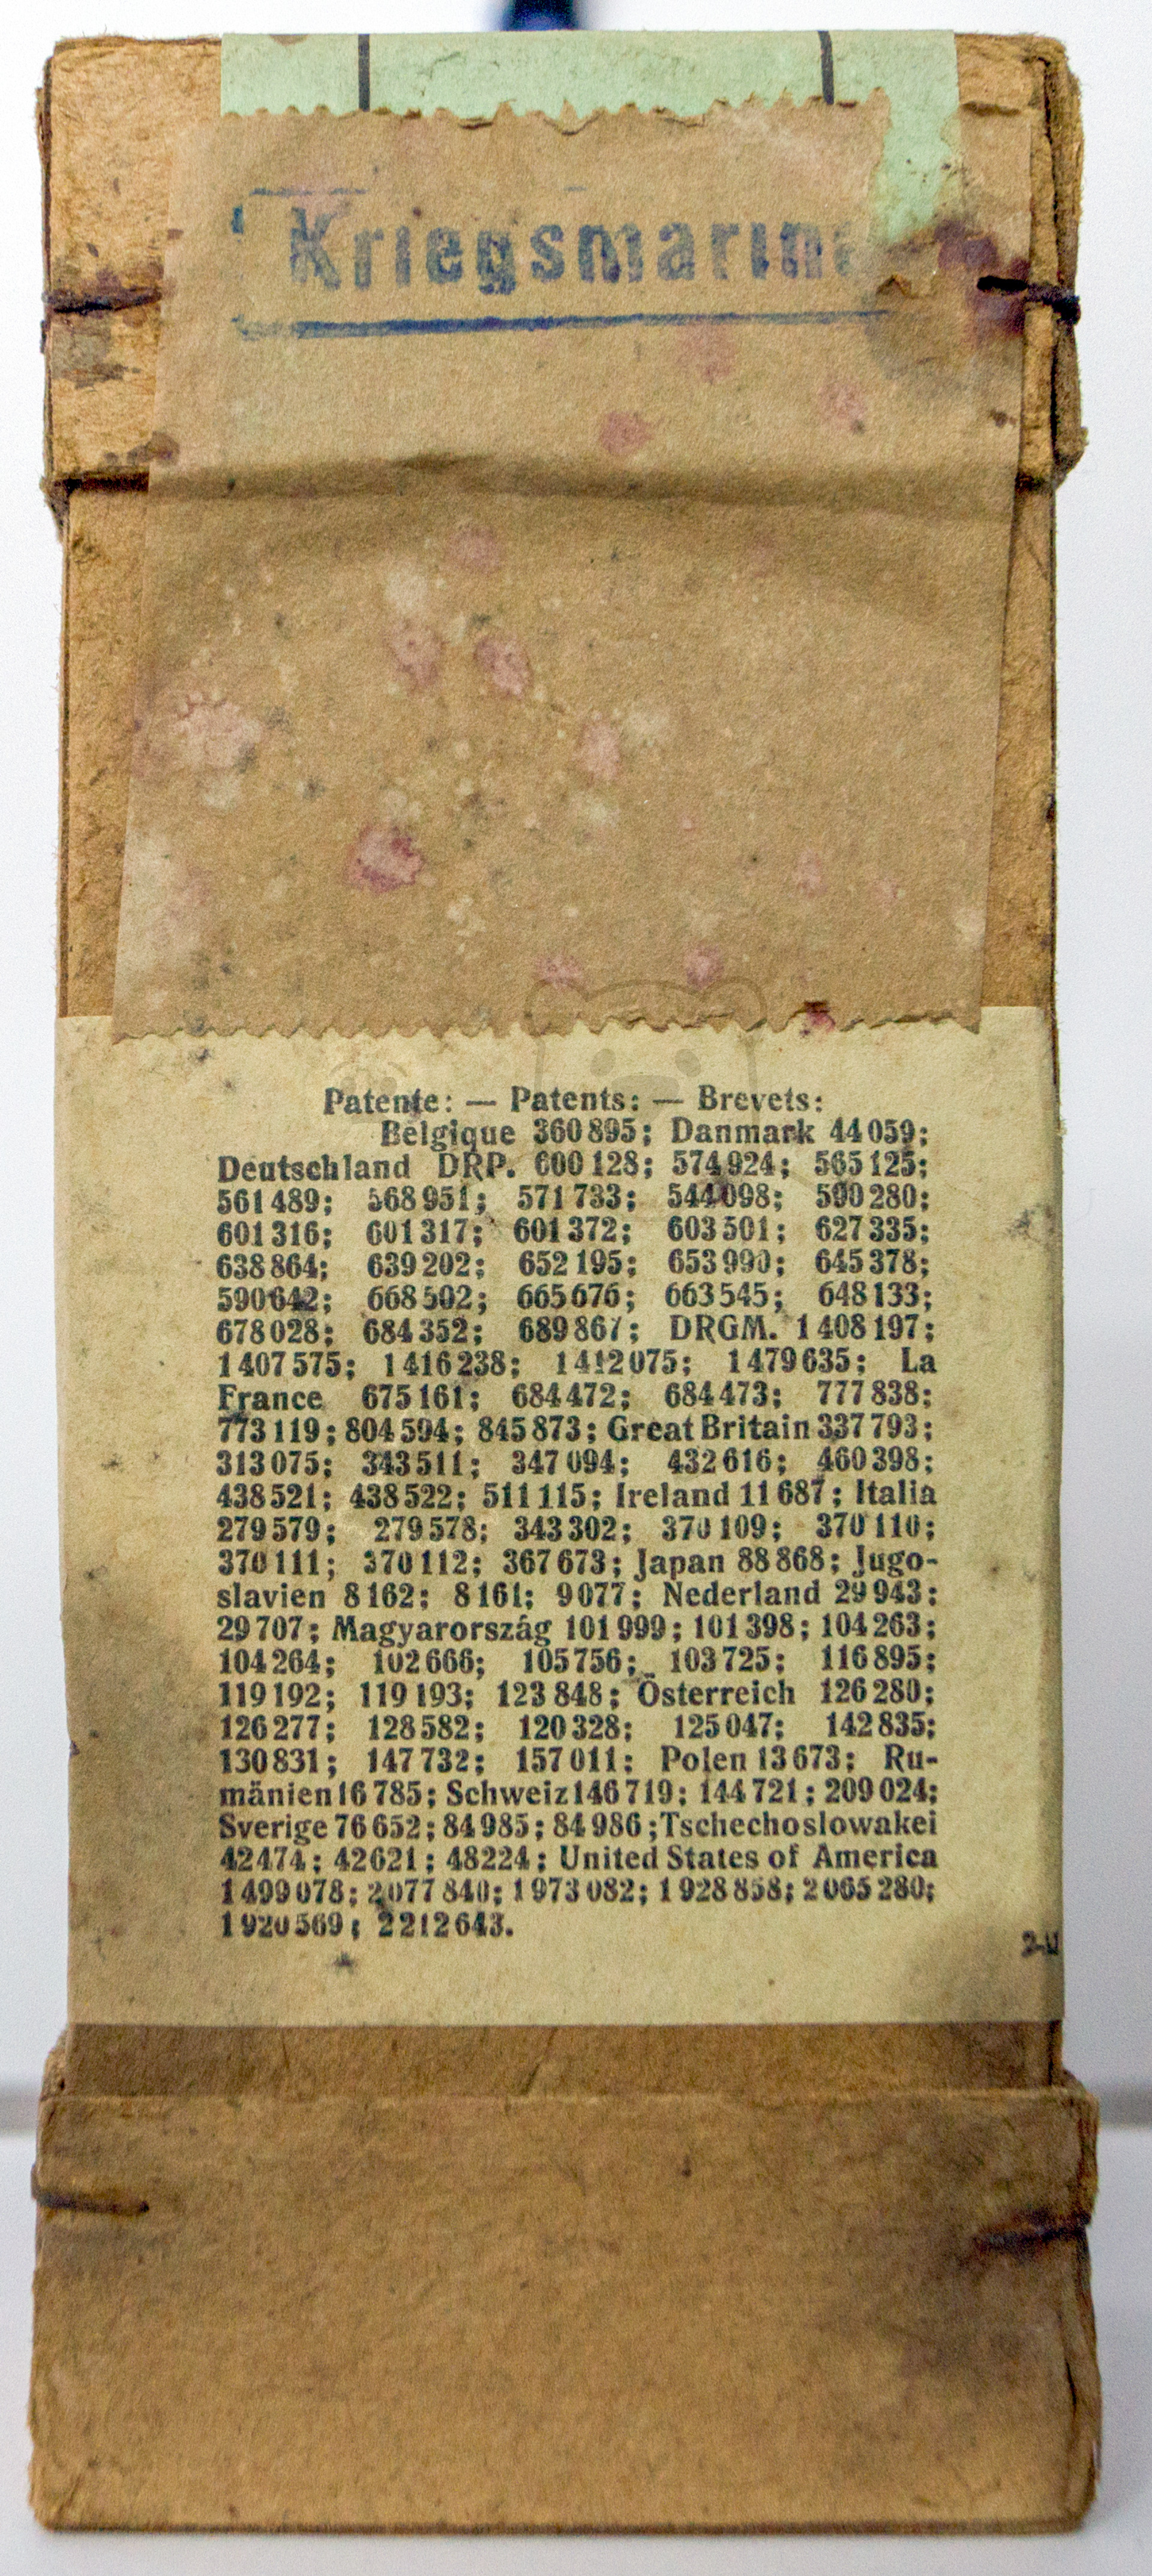 Kriegsmarine
Patente: — Patents: — Brevets:
Belgique 360 895; Danmark 44 059;
Deutschland DRP. 600 128; 574 924; 565 125;
561 489; 568 951; 571 733; 544 098; 590 280;
601 316; 601 317; 601 372; 603 501; 627 335;
638 864; 639 202; 652 195; 653 990; 645 378;
590 642; 668 502; 665 676; 663 545; 648 133;
678 028; 684 352; 689 867; DRGM. 1 408 197;
1 407 575; 1 416 238; 1 412 075; 1 479 635; La
France 675 161; 684 472; 684 473; 777 838;
773 119; 804 594; 845 873; Great Britain 337 793;
313 075; 343 511; 347 094; 432 616; 460 398;
438 521; 438 522; 511 115; Ireland 11 687; Italia
279 579; 279 578; 343 302; 370 109; 370 110;
370 111; 370 112; 367 673; Japan 88 868; Jugo-
slavien 8 162; 8 161; 9 077; Nederland 29 943;
29 707; Magyarország 101 999; 101 398; 104 263;
104 264; 102 666; 105 756; 103 725; 116 895;
119 192; 119 193; 123 848; Österreich 126 280;
126 277; 128 582; 120 328; 125 047; 142 835;
130 831; 147 732; 157 011; Polen 13 673; Ru-
mänien 16 785; Schweiz 146 719; 144 721; 209 024;
Sverige 76 652; 84 985; 84 986; Tschechoslowakei
42 474; 42 621; 48 224; United States of America
1 499 078; 2 077 840; 1 973 082; 1 928 858; 2 065 280;
1 920 569; 2 212 643.